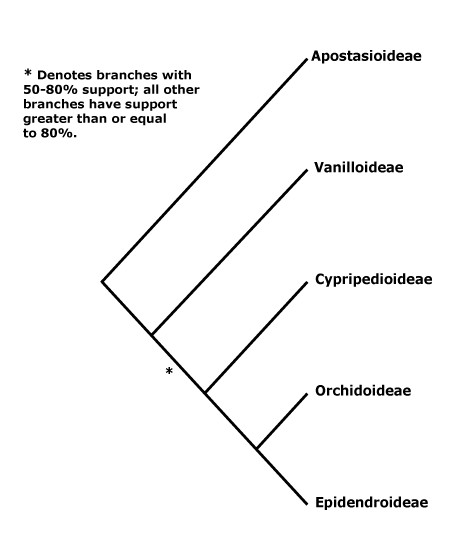 Apostasioideae
* Denotes branches with
50-80% support; all other
branches have support
greater than or equal
to 80%.
Vanilloideae
Cypripedioideae
*
Orchidoideae
Epidendroideae